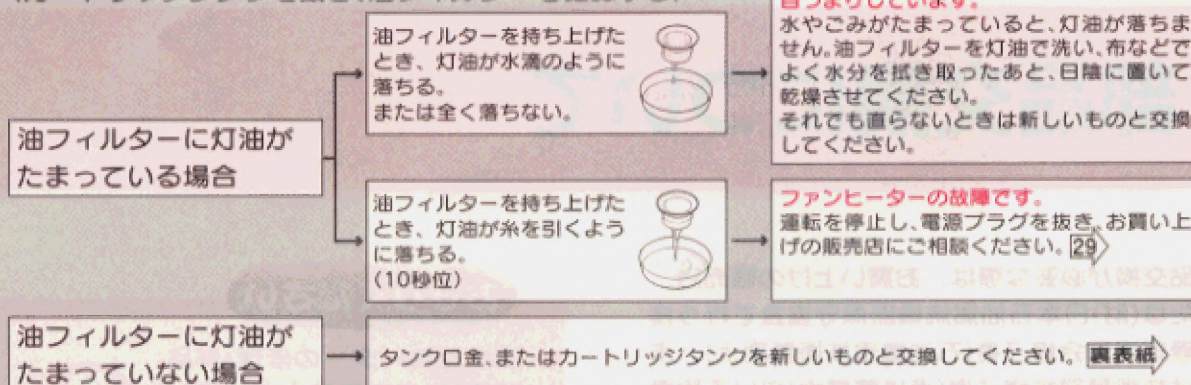 目づまりしています。
油フィルターに灯油が
たまっている場合
油フィルターを持ち上げた
とき、灯油が水滴のように
落ちる。
または全く落ちない。
水やごみがたまっていると、灯油が落ちま
せん。油フィルターを灯油で洗い、布などで
よく水分を拭き取ったあと、日陰に置いて
乾燥させてください。
それでも直らないときは新しいものと交換
してください。
油フィルターを持ち上げた
とき、灯油が糸を引くよう
に落ちる。
(10秒位)
ファンヒーターの故障です。
運転を停止し、電源プラグを抜き、お買い上
げの販売店にご相談ください。29
油フィルターに灯油が
たまっていない場合
タンク口金、またはカートリッジタンクを新しいものと交換してください。裏表紙